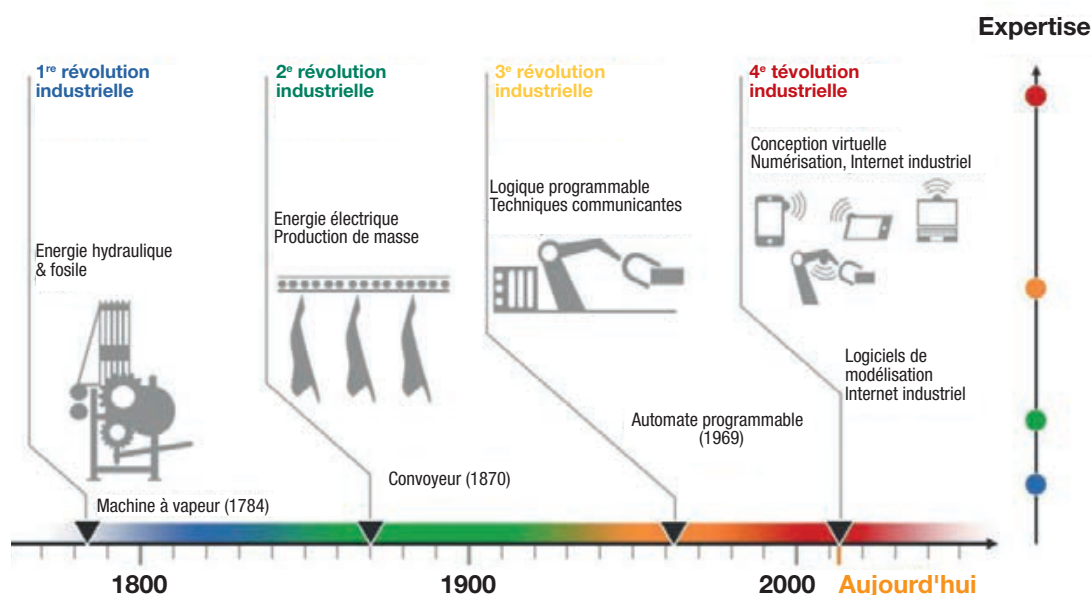 Expertise
1re révolution
industrielle
2e révolution
industrielle
3e révolution
industrielle
4e tévolution
industrielle
Energie hydraulique
& fosile
Energie électrique
Production de masse
Logique programmable
Techniques communicantes
Conception virtuelle
Numérisation, Internet industriel
Logiciels de
modélisation
Internet industriel
Machine à vapeur (1784)
Convoyeur (1870)
Automate programmable
(1969)
1800
1900
2000
Aujourd'hui